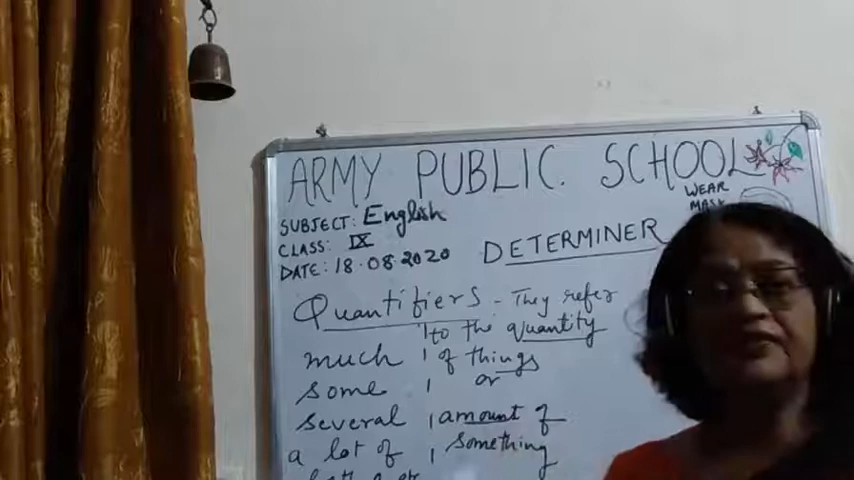 ARMY PUBLIC SCHOOL
WEAR
MASK
SUBJECT: English
CLASS: IX
DATE: 18.08.2020
DETERMINER
Quantifiers - They refer
to the quantity
much of things
some or
several amount of
a lot of something